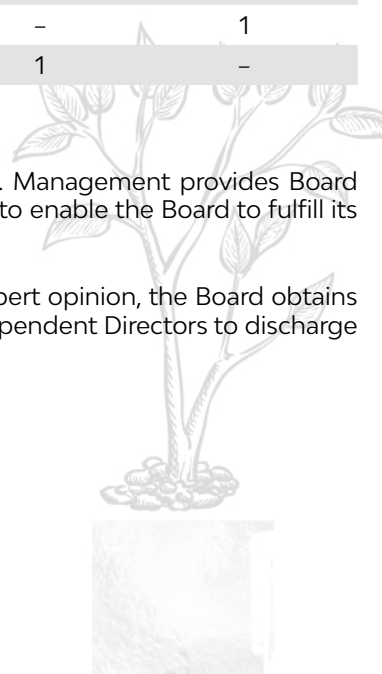 – 1
1 –
. Management provides Board
to enable the Board to fulfill its
pert opinion, the Board obtains
pendent Directors to discharge